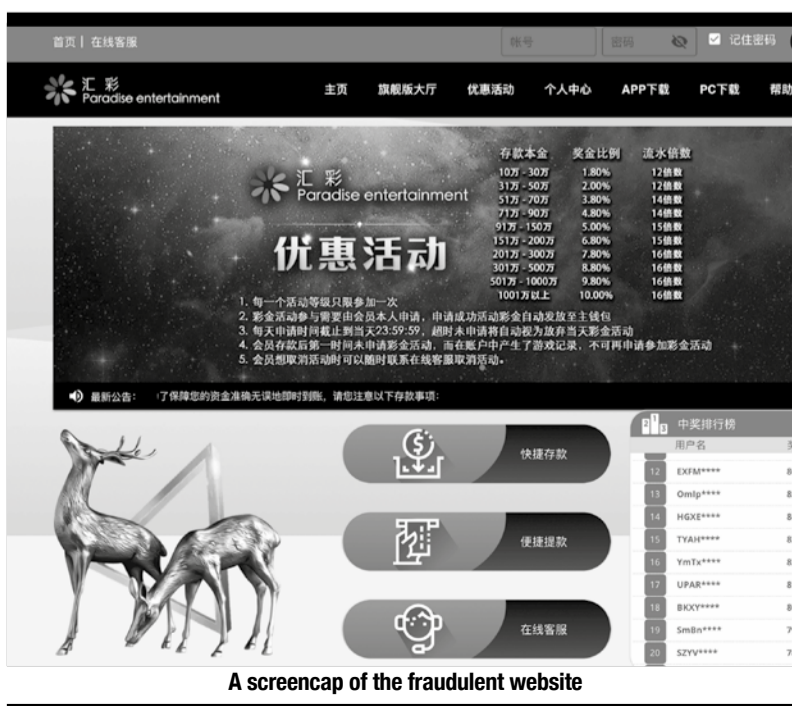 首页 | 在线客服
帐号
密码
记住密码
汇 彩
Paradise entertainment
主页 旗舰版大厅 优惠活动 个人中心 APP下载 PC下载 帮助
汇 彩
Paradise entertainment
优惠活动
存款本金 奖金比例 流水倍数
10万 - 30万 1.80% 12倍数
31万 - 50万 2.00% 12倍数
51万 - 70万 3.80% 14倍数
71万 - 90万 4.80% 14倍数
91万 - 150万 5.00% 15倍数
151万 - 200万 6.80% 15倍数
201万 - 300万 7.80% 16倍数
301万 - 500万 8.80% 16倍数
501万 - 1000万 9.80% 16倍数
1001万以上 10.00% 16倍数
1. 每一个活动等级只限参加一次
2. 彩金活动参与需要由会员本人申请，申请成功活动彩金自动发放至主钱包
3. 每天申请时间截止到当天23:59:59，超时未申请将自动视为放弃当天彩金活动
4. 会员存款后第一时间未申请彩金活动，而在账户中产生了游戏记录，不可再申请参加彩金活动
5. 会员想取消活动时可以随时联系在线客服取消活动。
最新公告： 了保障您的资金准确无误地即时到账，请您注意以下存款事项：
快捷存款
便捷提款
在线客服
2 1 3 中奖排行榜
用户名
12 EXFM**** 8
13 Omlp**** 8
14 HGXE**** 8
15 TYAH**** 8
16 YmTx**** 8
17 UPAR**** 8
18 BKXY**** 8
19 SmBn**** 7
20 SZYV**** 7
A screencap of the fraudulent website